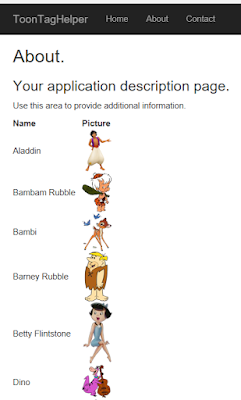 ToonTagHelper Home About Contact
About.
Your application description page.
Use this area to provide additional information.
Name Picture
Aladdin
Bambam Rubble
Bambi
Barney Rubble
Betty Flintstone
Dino